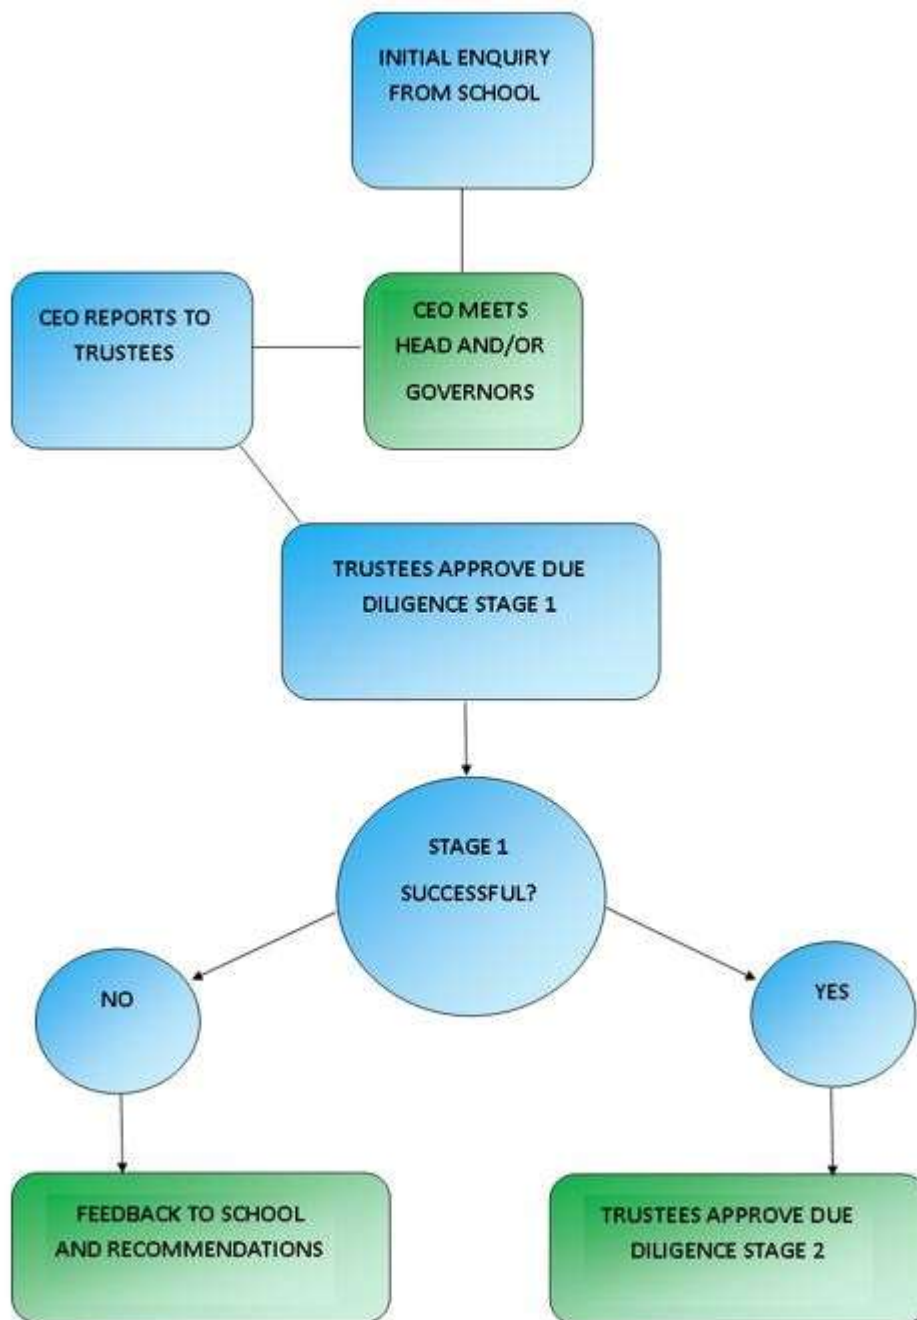 INITIAL ENQUIRY
FROM SCHOOL
CEO REPORTS TO
TRUSTEES
CEO MEETS
HEAD AND/OR
GOVERNORS
TRUSTEES APPROVE DUE
DILIGENCE STAGE 1
STAGE 1
SUCCESSFUL?
NO
YES
FEEDBACK TO SCHOOL
AND RECOMMENDATIONS
TRUSTEES APPROVE DUE
DILIGENCE STAGE 2